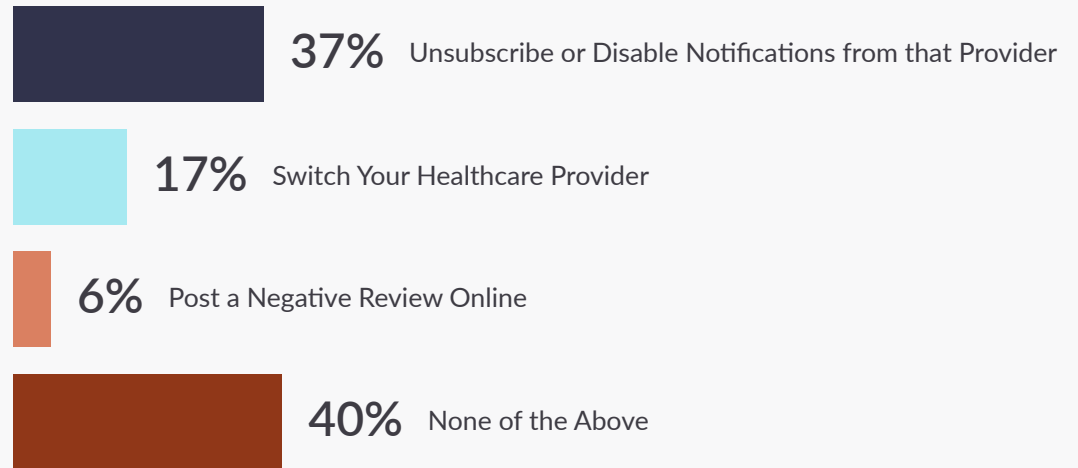 37% Unsubscribe or Disable Notifications from that Provider
17% Switch Your Healthcare Provider
6% Post a Negative Review Online
40% None of the Above